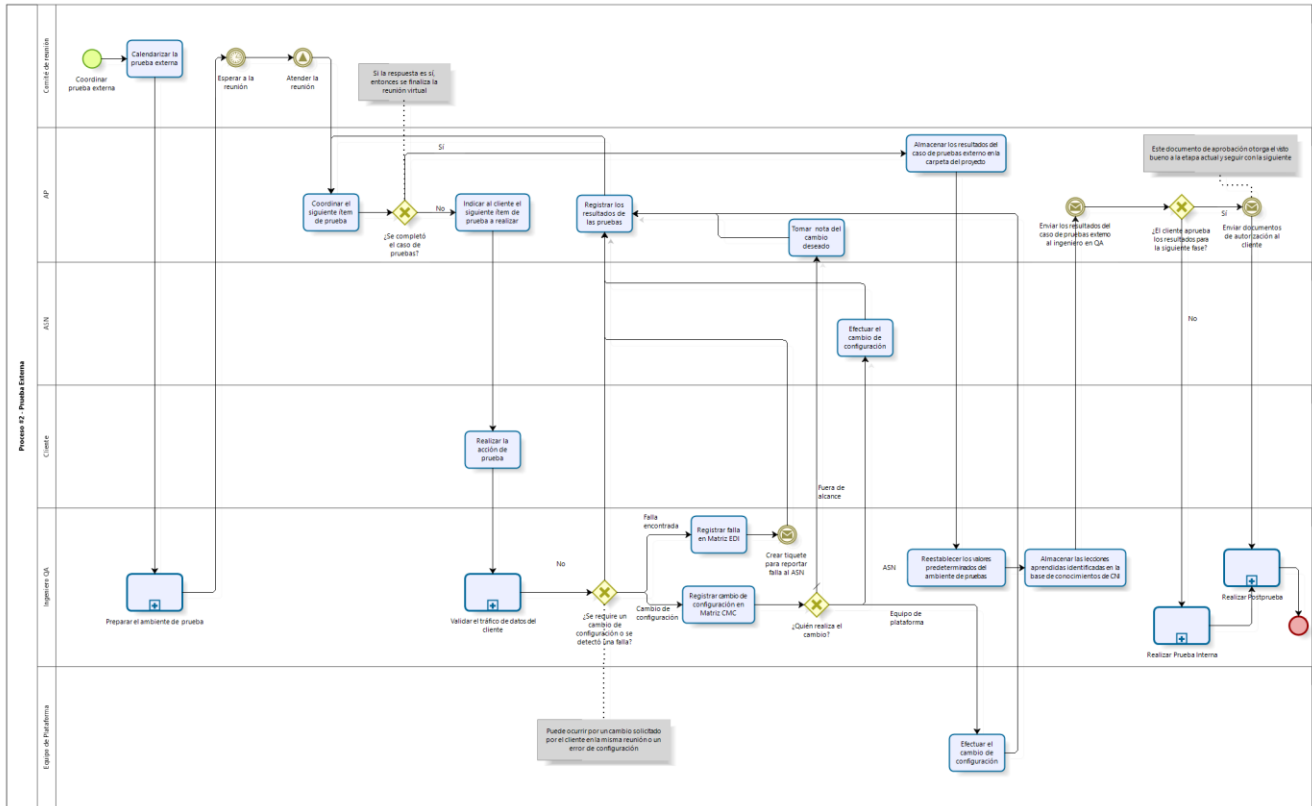 Proceso #2 - Prueba Externa
Comité de reunión
Coordinar
prueba externa
Calendarizar la
prueba externa
Esperar a la
reunión
Atender la
reunión
Si la respuesta es sí,
entonces se finaliza la
reunión virtual
AP
Coordinar el
siguiente ítem
de prueba
¿Se completó
el caso de
pruebas?
Sí
No
Indicar al cliente el
siguiente ítem de
prueba a realizar
Registrar los
resultados de
las pruebas
Tomar nota del
cambio
deseado
Almacenar los resultados del
caso de pruebas externo en la
carpeta del proyecto
Enviar los resultados del
caso de pruebas externo
al ingeniero en QA
¿El cliente aprueba
los resultados para
la siguiente fase?
Sí
No
Este documento de aprobación otorga el visto
bueno a la etapa actual y seguir con la siguiente
Enviar documentos
de autorización al
cliente
ASN
Efectuar el
cambio de
configuración
Cliente
Realizar la
acción de
prueba
Ingeniero QA
Preparar el ambiente de prueba
Validar el tráfico de datos del
cliente
No
¿Se require un
cambio de
configuración o se
detectó una falla?
Falla
encontrada
Registrar falla
en Matriz EDI
Crear tiquete
para reportar
falla al ASN
Cambio de
configuración
Registrar cambio de
configuración en
Matriz CMC
¿Quién realiza el
cambio?
Fuera de
alcance
ASN
Equipo de
plataforma
Reestablecer los valores
predeterminados del
ambiente de pruebas
Almacenar las lecciones
aprendidas identificadas en la
base de conocimientos de CNI
Realizar Prueba Interna
Realizar Postprueba
Equipo de Plataforma
Puede ocurrir por un cambio solicitado
por el cliente en la misma reunión o un
error de configuración
Efectuar el
cambio de
configuración